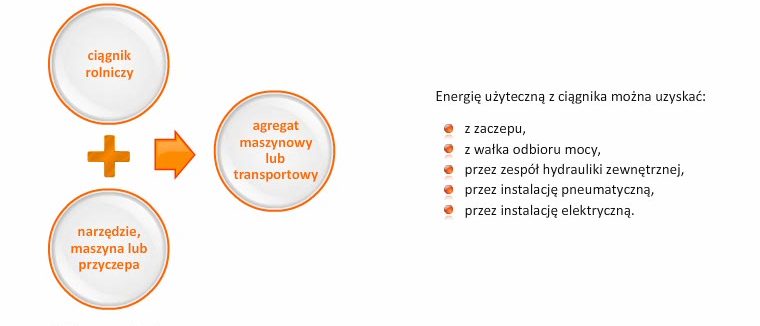 ciągnik
rolniczy
agregat
maszynowy
lub
transportowy
narzędzie,
maszyna lub
przyczepa
Energię użyteczną z ciągnika można uzyskać:
z zaczepu,
z wałka odbioru mocy,
przez zespół hydrauliki zewnętrznej,
przez instalację pneumatyczną,
przez instalację elektryczną.